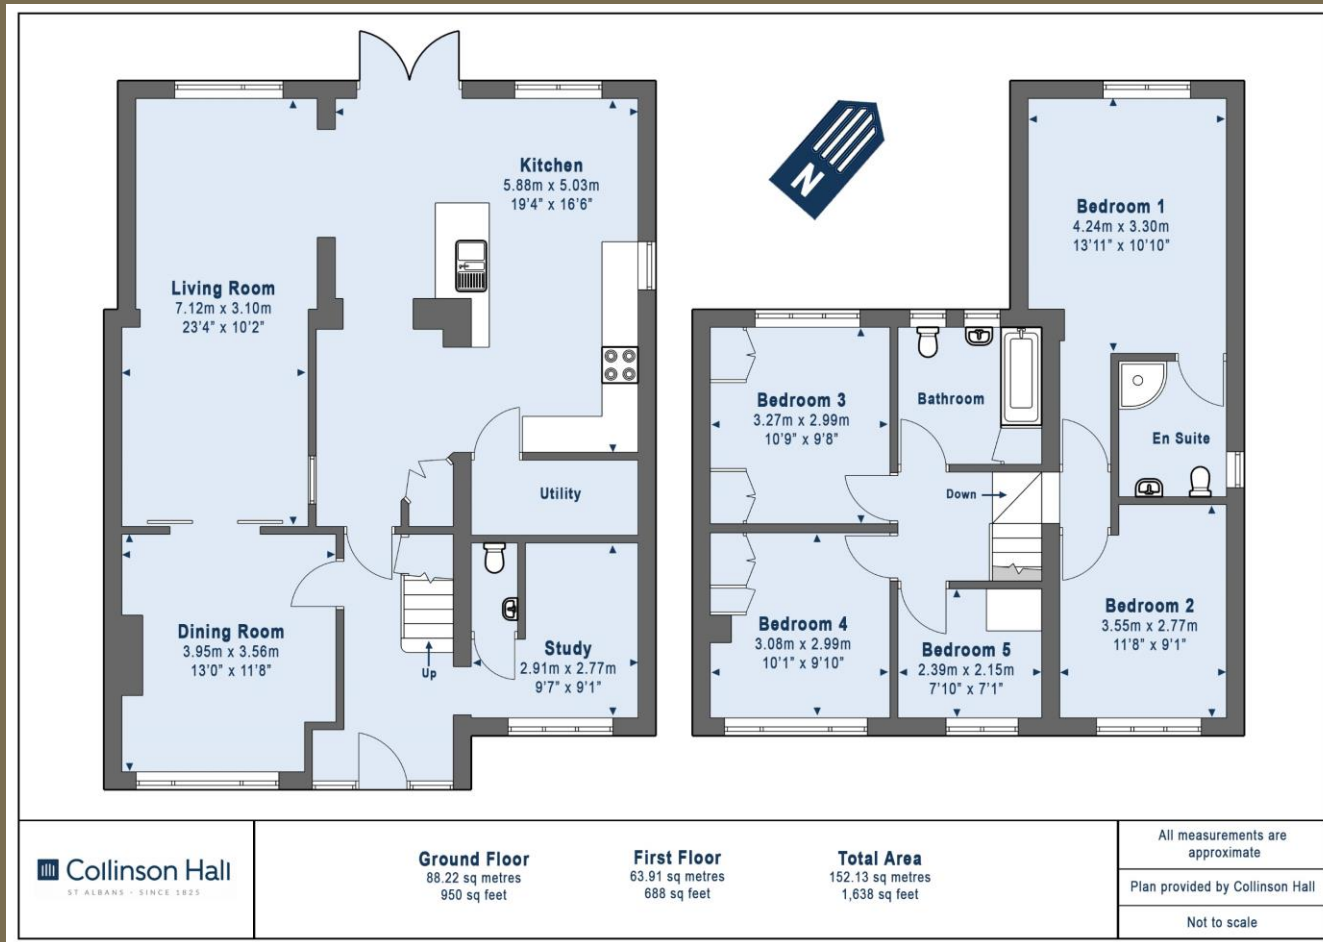 Kitchen
5.88m x 5.03m
19'4" x 16'6"
Living Room
7.12m x 3.10m
23'4" x 10'2"
Utility
Dining Room
3.95m x 3.56m
13'0" x 11'8"
Up
Study
2.91m x 2.77m
9'7" x 9'1"
N
Bedroom 1
4.24m x 3.30m
13'11" x 10'10"
Bedroom 3
3.27m x 2.99m
10'9" x 9'8"
Bathroom
En Suite
Down
Bedroom 4
3.08m x 2.99m
10'1" x 9'10"
Bedroom 5
2.39m x 2.15m
7'10" x 7'1"
Bedroom 2
3.55m x 2.77m
11'8" x 9'1"
Collinson Hall
ST ALBANS - SINCE 1825
Ground Floor
88.22 sq metres
950 sq feet
First Floor
63.91 sq metres
688 sq feet
Total Area
152.13 sq metres
1,638 sq feet
All measurements are
approximate
Plan provided by Collinson Hall
Not to scale